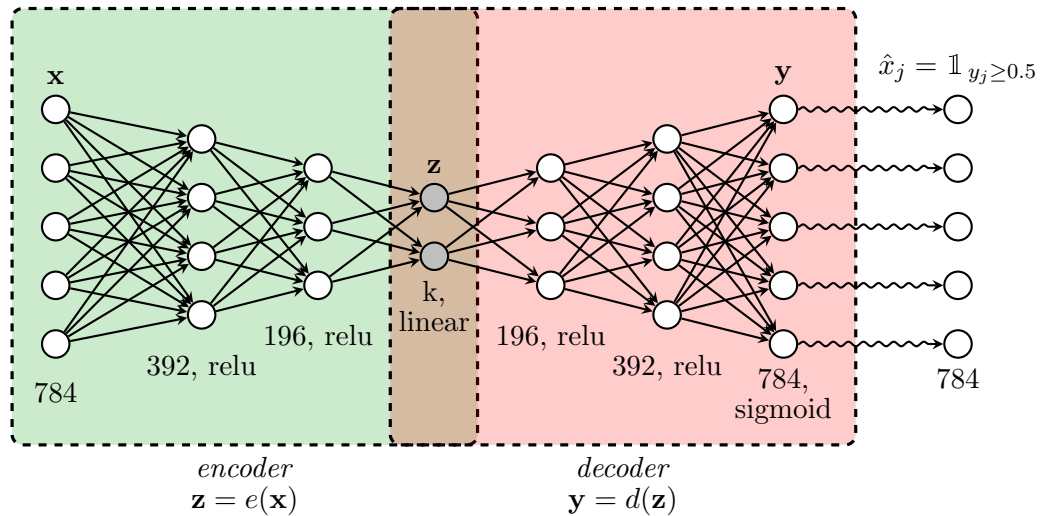 x
z
y
x̂_j = 𝟙_{y_j≥0.5}
784
392, relu
196, relu
k,
linear
196, relu
392, relu
784,
sigmoid
784
encoder
z = e(x)
decoder
y = d(z)